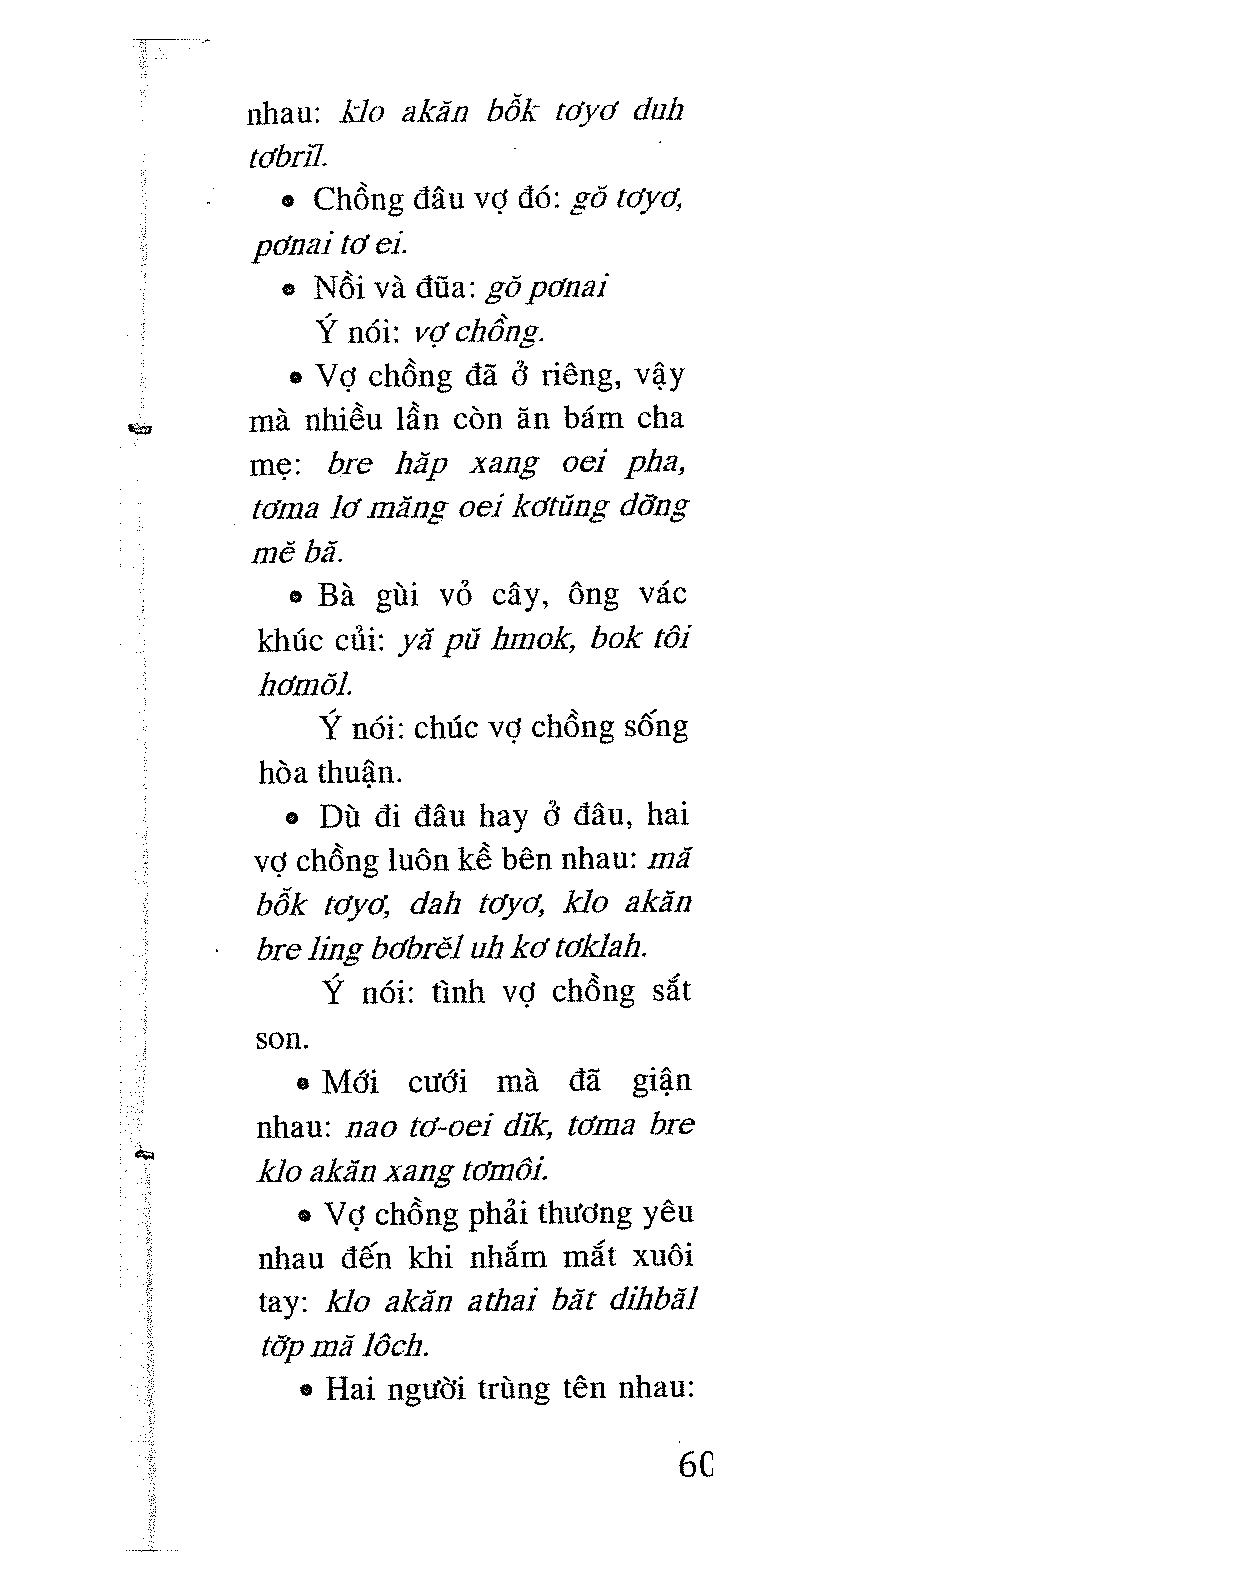 nhau: klo akăn bỗk tơyơ duh
tơbrĭl.
• Chồng đâu vợ đó: gŏ tơyơ,
pơnai tơ ei.
• Nồi và đũa: gŏ pơnai
Ý nói: vợ chồng.
• Vợ chồng đã ở riêng, vậy
mà nhiều lần còn ăn bám cha
mẹ: bre hăp xang oei pha,
tơma lơ măng oei kơtŭng dỡng
mĕ bă.
• Bà gùi vỏ cây, ông vác
khúc củi: yă pŭ hmok, bok tôi
hơmŏl.
Ý nói: chúc vợ chồng sống
hòa thuận.
• Dù đi đâu hay ở đâu, hai
vợ chồng luôn kề bên nhau: mă
bỗk tơyơ, dah tơyơ, klo akăn
bre ling bơbrĕl uh kơ tơklah.
Ý nói: tình vợ chồng sắt
son.
• Mới cưới mà đã giận
nhau: nao tơ-oei dĭk, tơma bre
klo akăn xang tơmôi.
• Vợ chồng phải thương yêu
nhau đến khi nhắm mắt xuôi
tay: klo akăn athai băt dihbăl
tỡp mă lôch.
• Hai người trùng tên nhau:
60